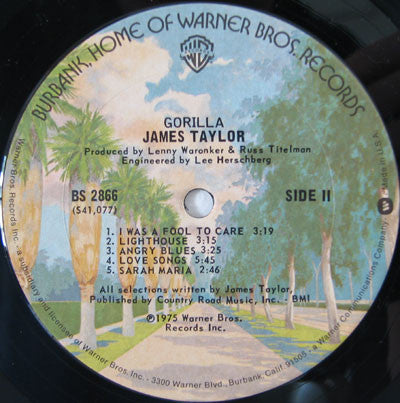 BURBANK, HOME OF WARNER BROS. RECORDS
GORILLA
JAMES TAYLOR
Produced by Lenny Waronker & Russ Titelman
Engineered by Lee Herschberg
BS 2866
(S41,077)
SIDE II
1. I WAS A FOOL TO CARE 3:19
2. LIGHTHOUSE 3:15
3. ANGRY BLUES 3:25
4. LOVE SONGS 5:45
5. SARAH MARIA 2:46
All selections written by James Taylor,
Published by Country Road Music, Inc. - BMI
©1975 Warner Bros.
Records Inc.
Warner Bros. Records Inc., a subsidiary and licensee of Warner Bros. Inc. - 3300 Warner Blvd., Burbank, Calif. 91505 - a Warner Communications Company
Made in U.S.A.